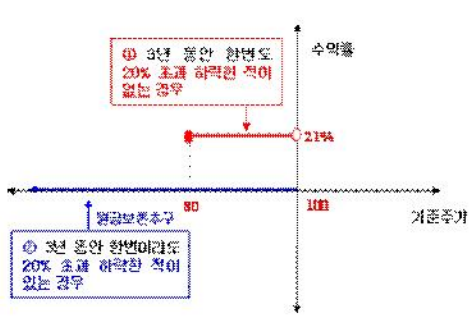 ① 3년 동안 한번도
20% 초과 하락한 적이
없는 경우
수익률
21%
80
100
기준주가
원금보존추구
② 3년 동안 한번이라도
20% 초과 하락한 적이
있는 경우